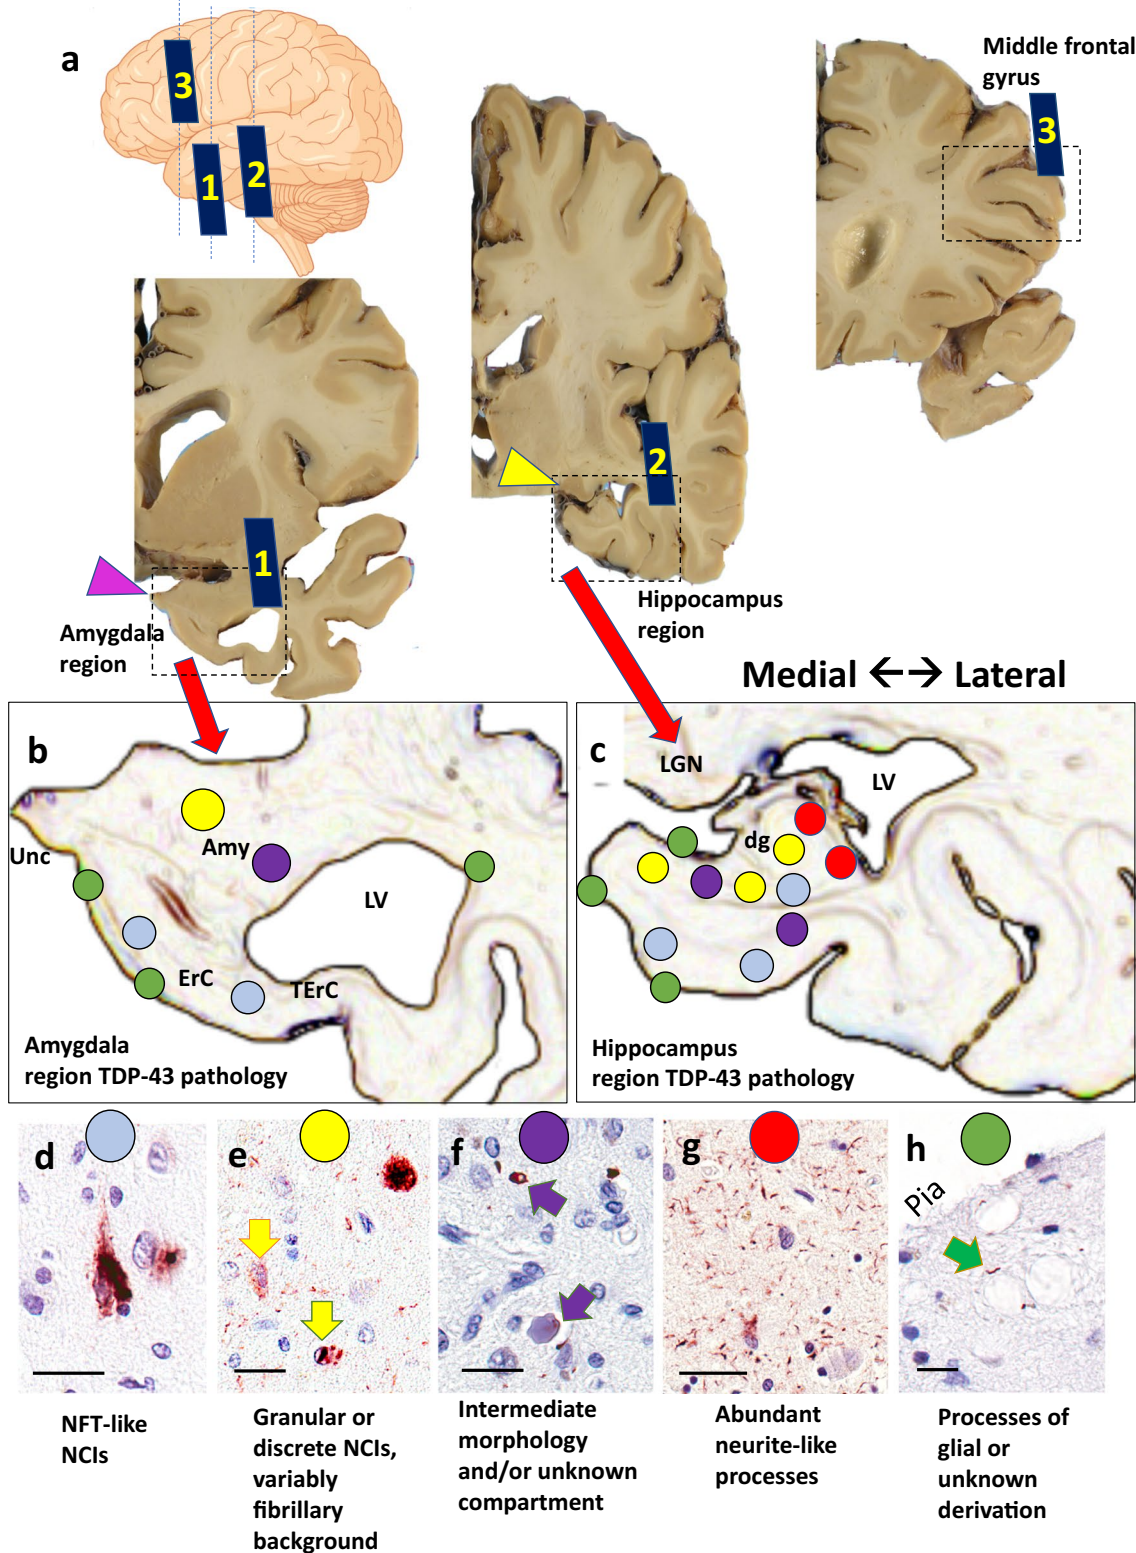 a
3
1
2
Middle frontal
gyrus
3
2
1
Amygdala
region
Hippocampus
region
Medial ←→ Lateral
b
Unc
Amy
LV
ErC
TErC
Amygdala
region TDP-43 pathology
c
LGN
LV
dg
Hippocampus
region TDP-43 pathology
d
e
f
g
h
Pia
NFT-like
NCIs
Granular or
discrete NCIs,
variably
fibrillary
background
Intermediate
morphology
and/or unknown
compartment
Abundant
neurite-like
processes
Processes of
glial or
unknown
derivation